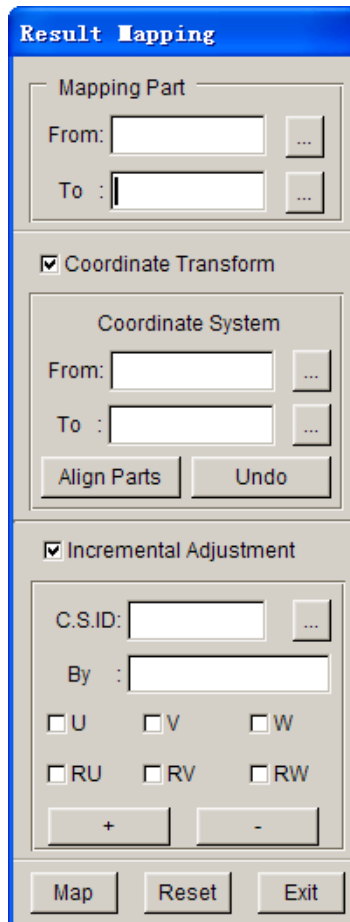 Result Mapping
Mapping Part
From: ...
To : ...
Coordinate Transform
Coordinate System
From: ...
To : ...
Align Parts Undo
Incremental Adjustment
C.S.ID: ...
By :
U V W
RU RV RW
+ -
Map Reset Exit